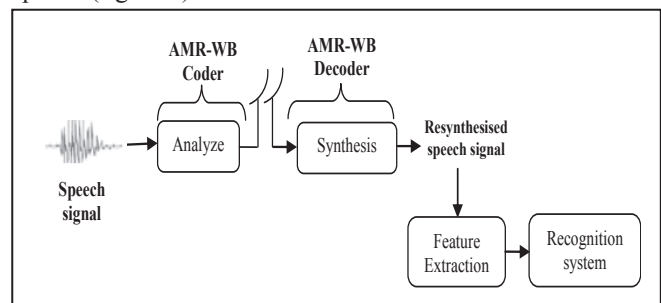 AMR-WB
Coder
AMR-WB
Decoder
Analyze
Synthesis
Resynthesised
speech signal
Speech
signal
Feature
Extraction
Recognition
system